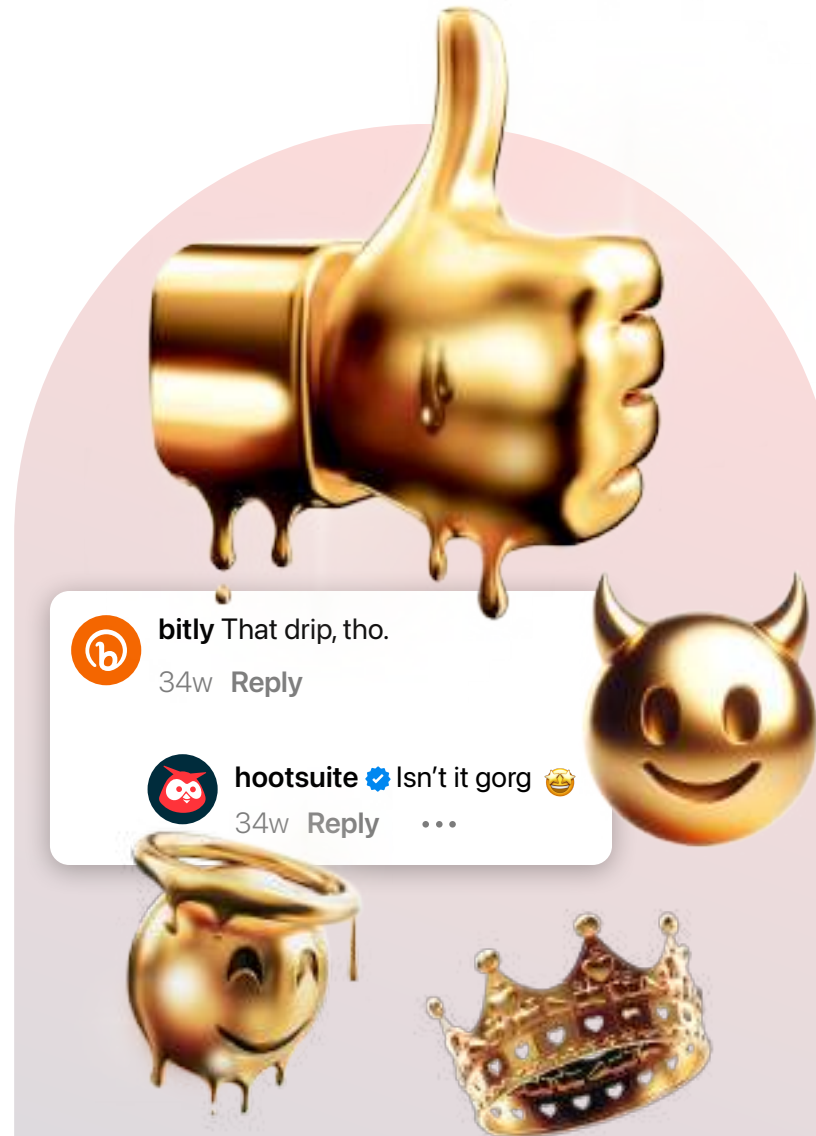 bitly That drip, tho.
34w Reply
hootsuite Isn’t it gorg 🤩
34w Reply •••